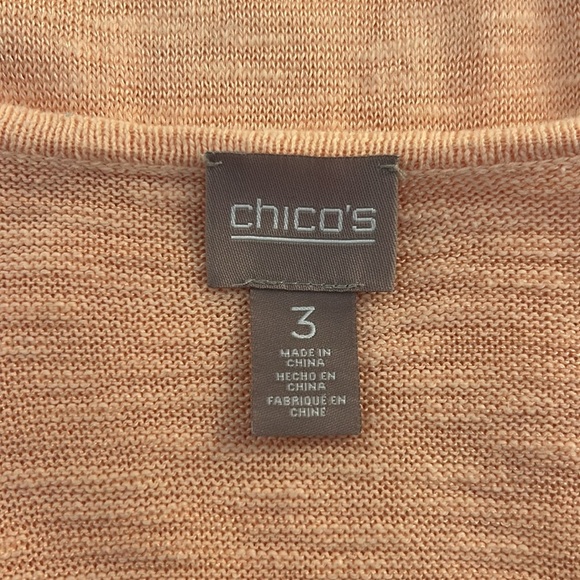 chico's
3
MADE IN
CHINA
HECHO EN
CHINA
FABRIQUÉ EN
CHINE